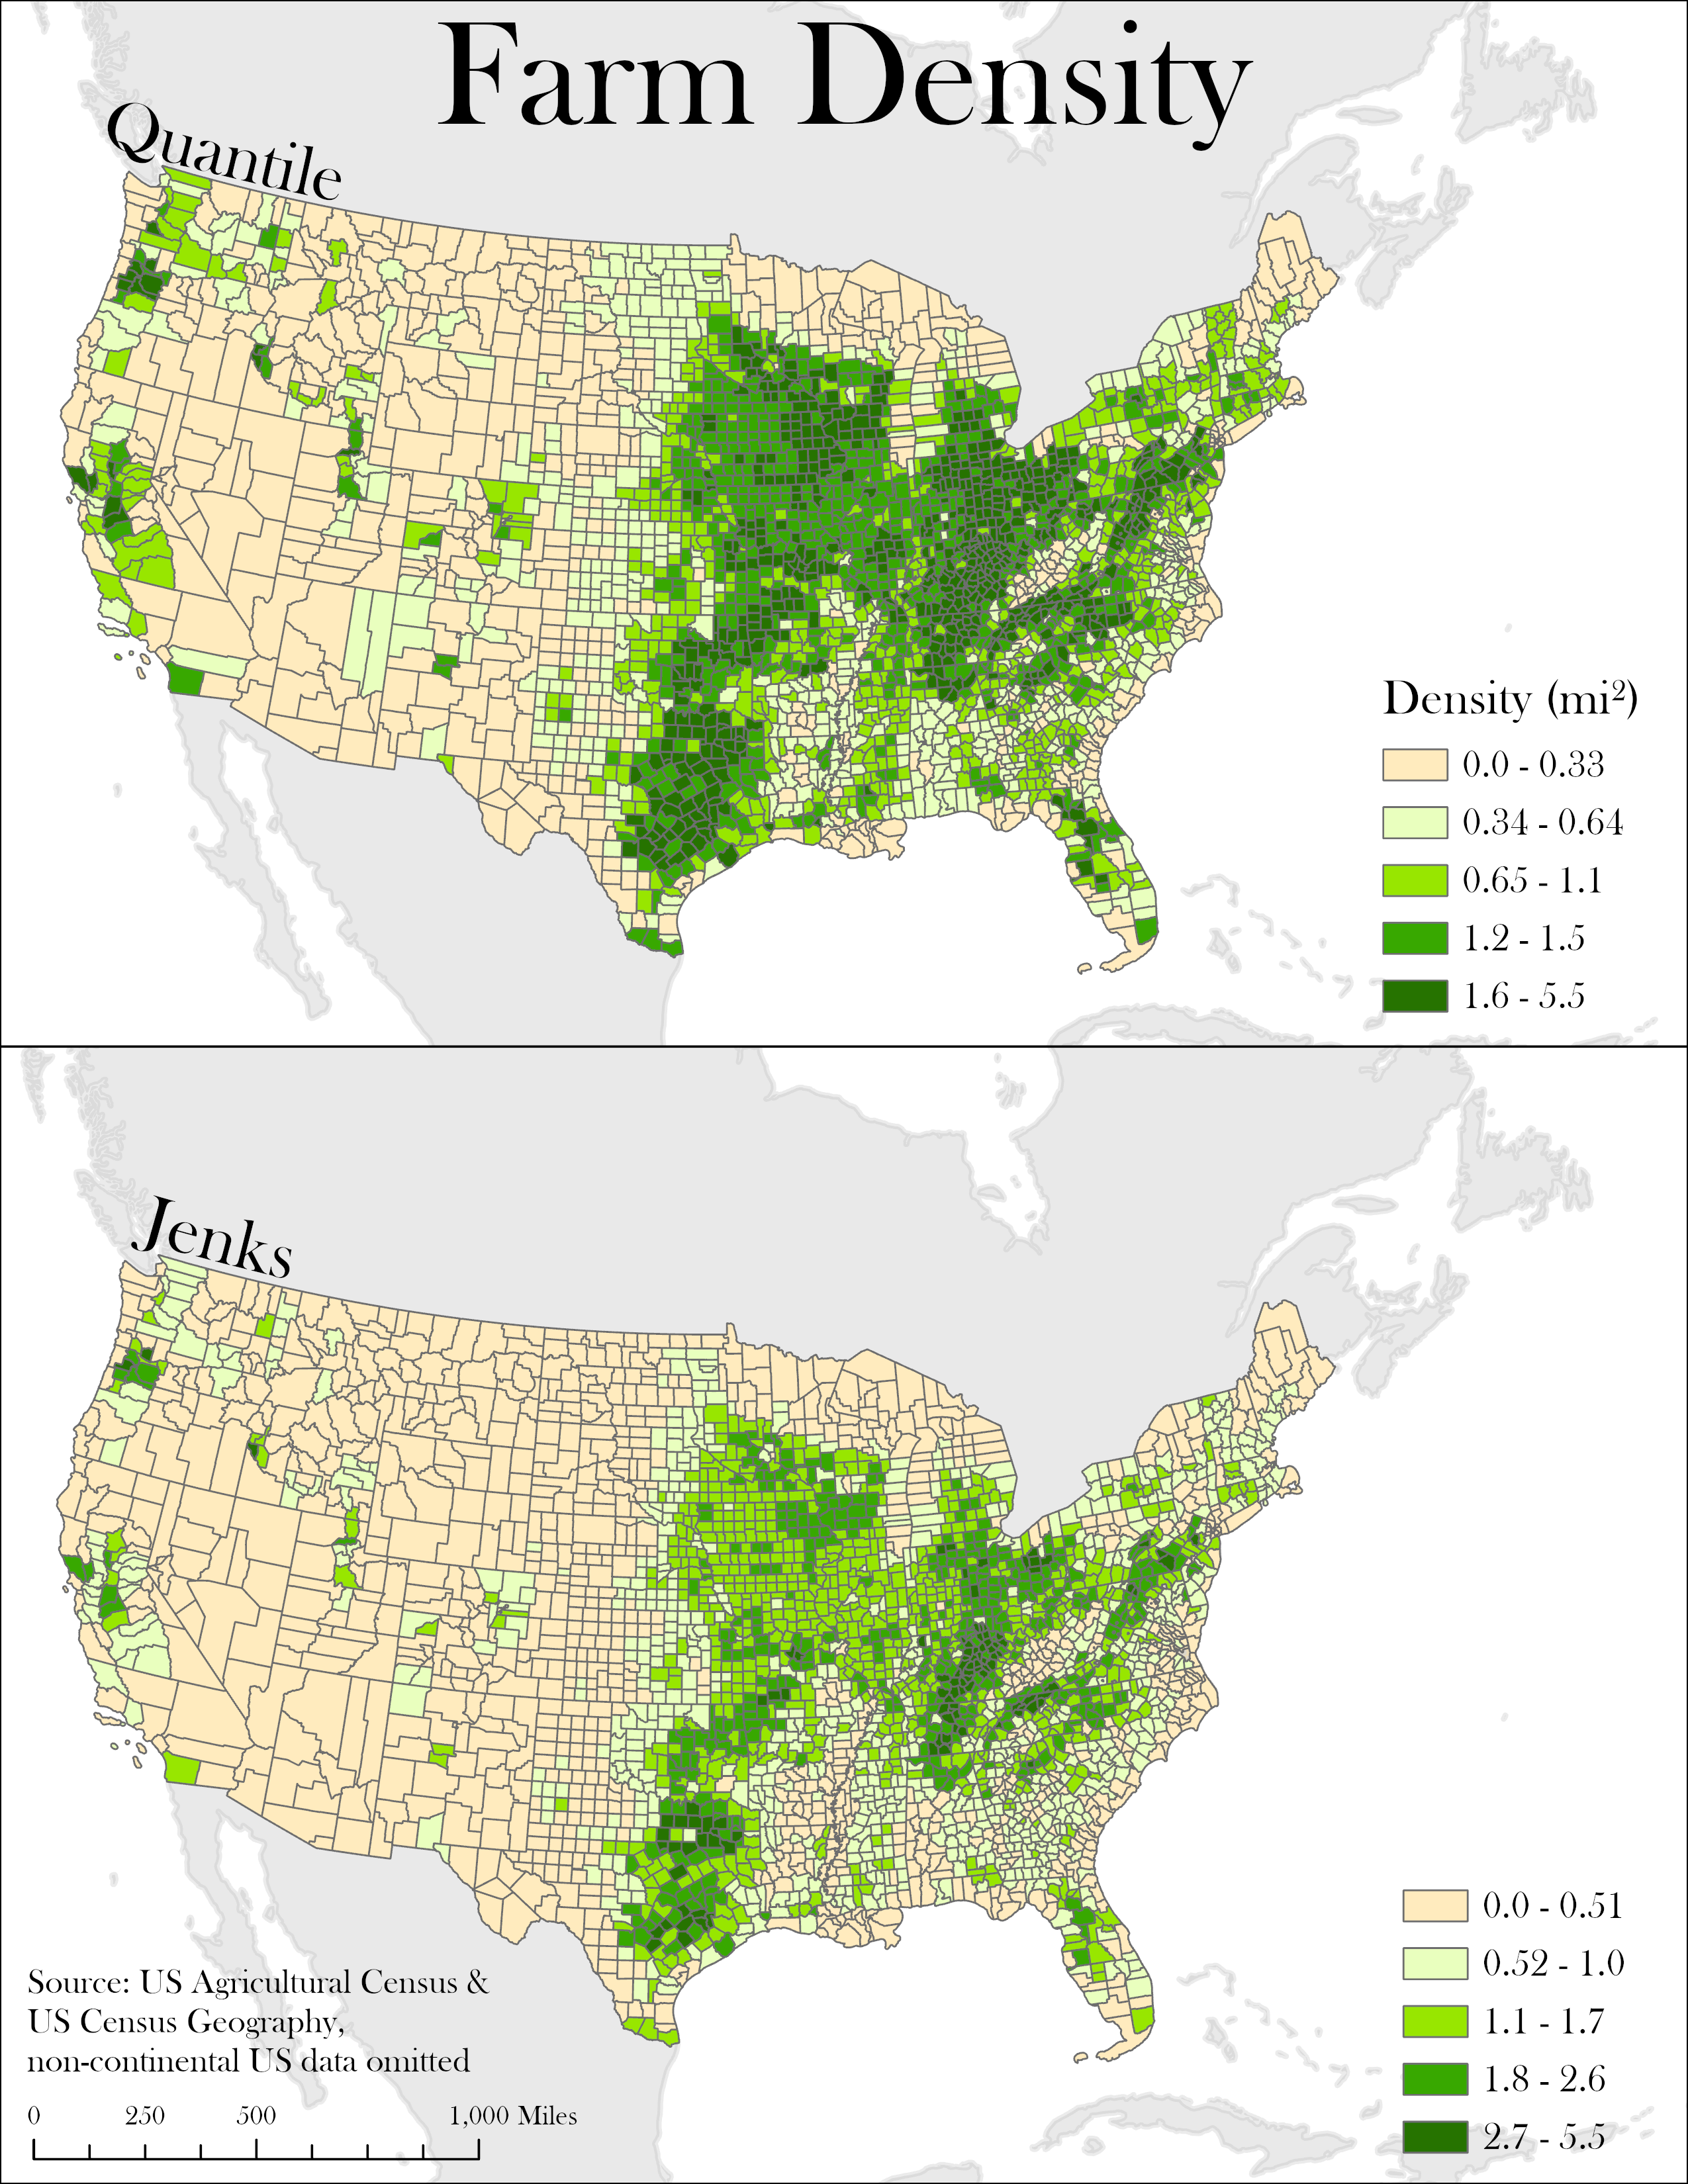 Farm Density
Quantile
Density (mi²)
0.0 - 0.33
0.34 - 0.64
0.65 - 1.1
1.2 - 1.5
1.6 - 5.5
Jenks
0.0 - 0.51
0.52 - 1.0
1.1 - 1.7
1.8 - 2.6
2.7 - 5.5
Source: US Agricultural Census &
US Census Geography,
non-continental US data omitted
0 250 500 1,000 Miles